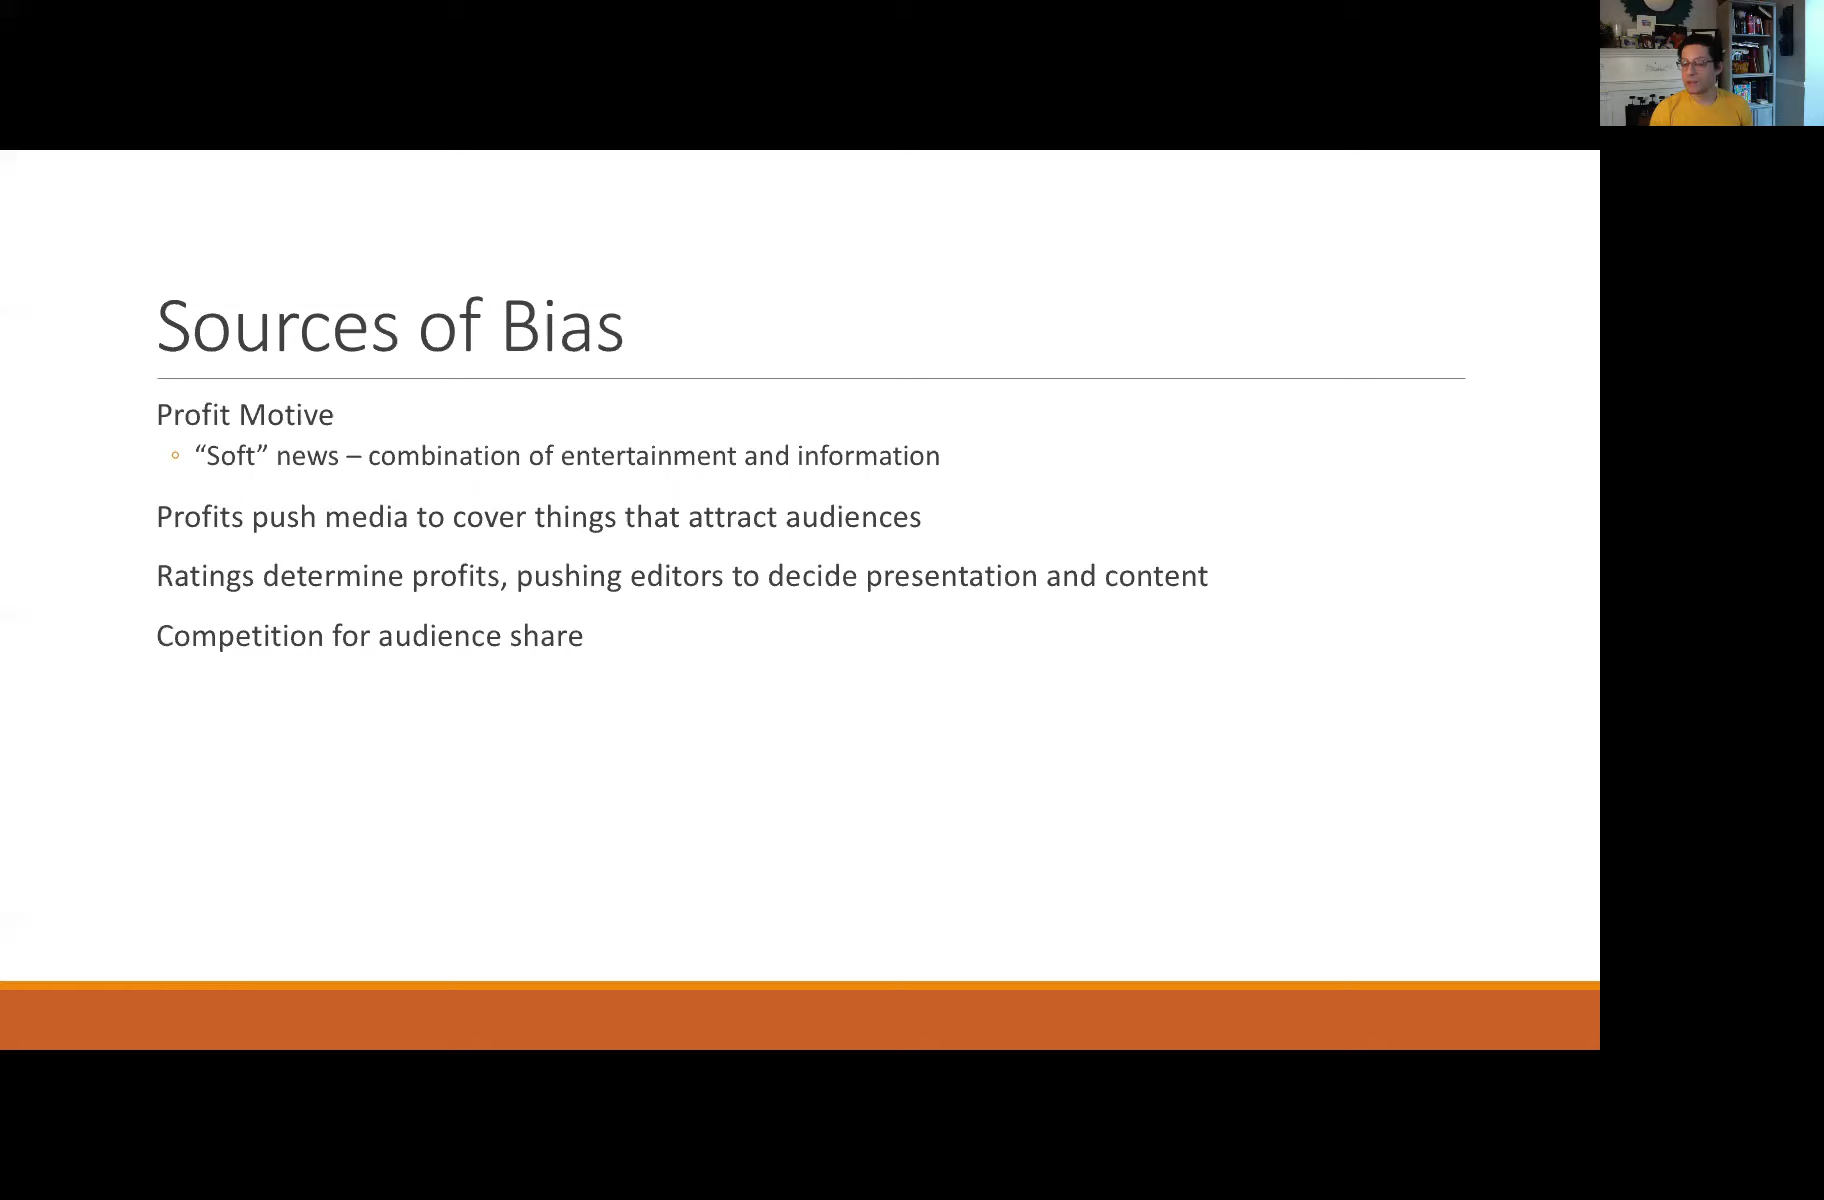 Sources of Bias
Profit Motive
◦ “Soft” news – combination of entertainment and information
Profits push media to cover things that attract audiences
Ratings determine profits, pushing editors to decide presentation and content
Competition for audience share